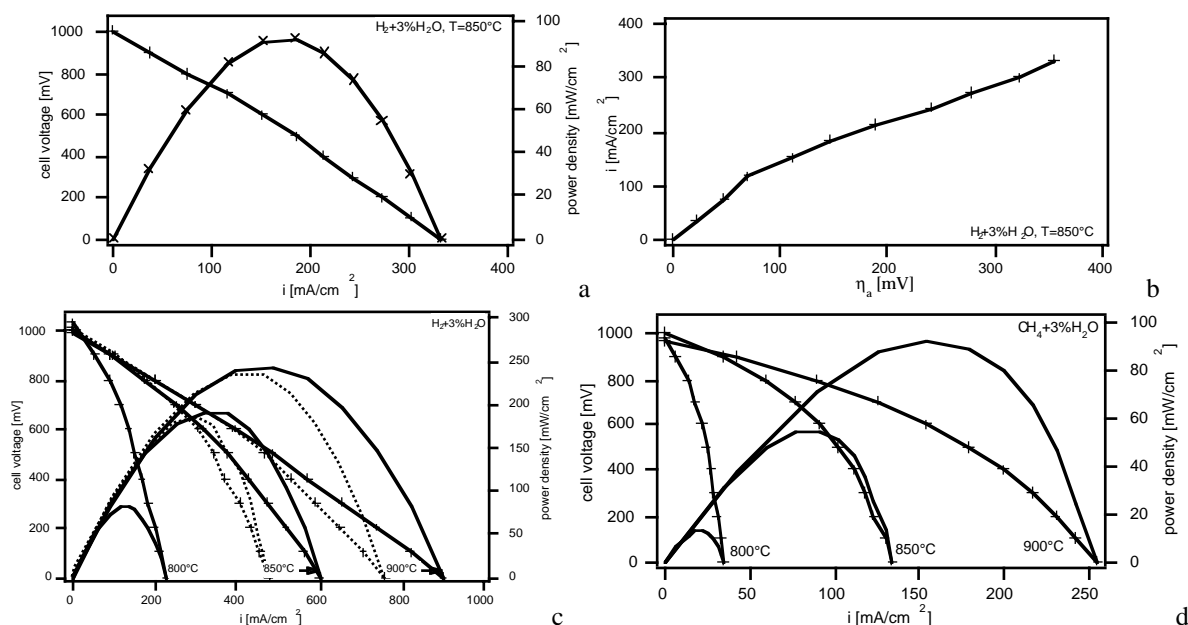 H2+3%H2O, T=850°C
cell voltage [mV]
1000
800
600
400
200
0
100
80
60
40
20
0
power density [mW/cm2]
0
100
200
300
400
i [mA/cm2]
a
400
300
200
100
0
i [mA/cm2]
H2+3%H2O, T=850°C
0
100
200
300
400
ηa [mV]
b
H2+3%H2O
cell voltage [mV]
1000
800
600
400
200
0
300
250
200
150
100
50
0
power density [mW/cm2]
800°C
850°C
900°C
0
200
400
600
800
1000
i [mA/cm2]
c
CH4+3%H2O
cell voltage [mV]
1000
800
600
400
200
0
100
80
60
40
20
0
power density [mW/cm2]
800°C
850°C
900°C
0
50
100
150
200
250
i [mA/cm2]
d